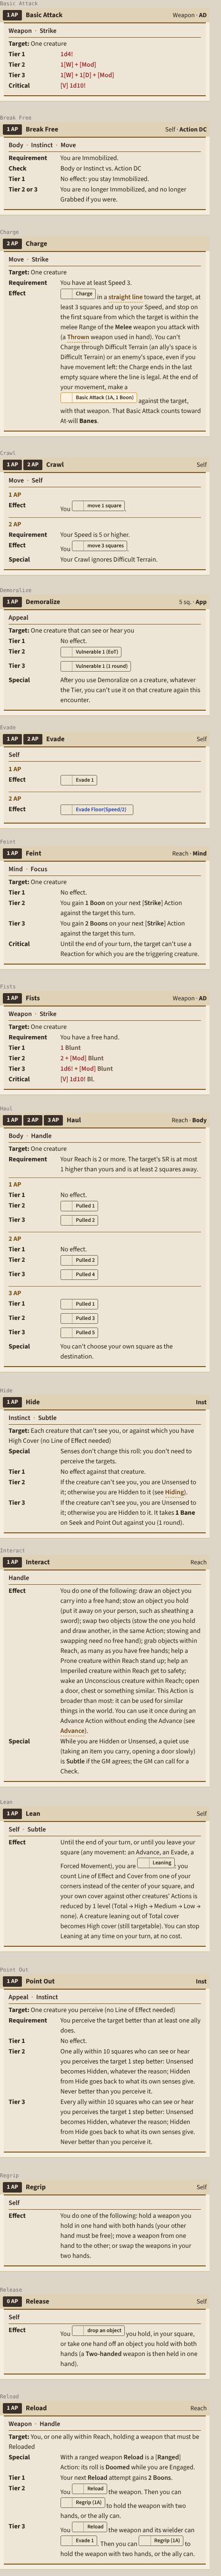 Basic Attack
1 AP Basic Attack Weapon · AD
Weapon · Strike
Target: One creature
Tier 1 1d4!
Tier 2 1[W] + [Mod]
Tier 3 1[W] + 1[D] + [Mod]
Critical [V] 1d10!
Break Free
1 AP Break Free Self · Action DC
Body · Instinct · Move
Requirement You are Immobilized.
Check Body or Instinct vs. Action DC
Tier 1 No effect: you stay Immobilized.
Tier 2 or 3 You are no longer Immobilized, and no longer
Grabbed if you were.
Charge
2 AP Charge
Move · Strike
Target: One creature
Requirement You have at least Speed 3.
Effect Charge in a straight line toward the target, at
least 3 squares and up to your Speed, and stop on
the first square from which the target is within the
melee Range of the Melee weapon you attack with
(a Thrown weapon used in hand). You can't
Charge through Difficult Terrain (an ally's space is
Difficult Terrain) or an enemy's space, even if you
have movement left; the Charge ends in the last
empty square where the line is legal. At the end of
your movement, make a
Basic Attack (1A, 1 Boon) against the target,
with that weapon. That Basic Attack counts toward
At-will Banes.
Crawl
1 AP 2 AP Crawl Self
Move · Self
1 AP
Effect You move 1 square.
2 AP
Requirement Your Speed is 5 or higher.
Effect You move 3 squares.
Special Your Crawl ignores Difficult Terrain.
Demoralize
1 AP Demoralize 5 sq. · App
Appeal
Target: One creature that can see or hear you
Tier 1 No effect.
Tier 2 Vulnerable 1 (EoT)
Tier 3 Vulnerable 1 (1 round)
Special After you use Demoralize on a creature, whatever
the Tier, you can't use it on that creature again this
encounter.
Evade
1 AP 2 AP Evade Self
Self
1 AP
Effect Evade 1
2 AP
Effect Evade Floor(Speed/2)
Feint
1 AP Feint Reach · Mind
Mind · Focus
Target: One creature
Tier 1 No effect.
Tier 2 You gain 1 Boon on your next [Strike] Action
against the target this turn.
Tier 3 You gain 2 Boons on your next [Strike] Action
against the target this turn.
Critical Until the end of your turn, the target can't use a
Reaction for which you are the triggering creature.
Fists
1 AP Fists Weapon · AD
Weapon · Strike
Target: One creature
Requirement You have a free hand.
Tier 1 1 Blunt
Tier 2 2 + [Mod] Blunt
Tier 3 1d6! + [Mod] Blunt
Critical [V] 1d10! Bl.
Haul
1 AP 2 AP 3 AP Haul Reach · Body
Body · Handle
Target: One creature
Requirement Your Reach is 2 or more. The target's SR is at most
1 higher than yours and is at least 2 squares away.
1 AP
Tier 1 No effect.
Tier 2 Pulled 1
Tier 3 Pulled 2
2 AP
Tier 1 No effect.
Tier 2 Pulled 2
Tier 3 Pulled 4
3 AP
Tier 1 Pulled 1
Tier 2 Pulled 3
Tier 3 Pulled 5
Special You can't choose your own square as the
destination.
Hide
1 AP Hide Inst
Instinct · Subtle
Target: Each creature that can't see you, or against which you have
High Cover (no Line of Effect needed)
Special Senses don't change this roll: you don't need to
perceive the targets.
Tier 1 No effect against that creature.
Tier 2 If the creature can't see you, you are Unsensed to
it; otherwise you are Hidden to it (see Hiding).
Tier 3 If the creature can't see you, you are Unsensed to
it; otherwise you are Hidden to it. It takes 1 Bane
on Seek and Point Out against you (1 round).
Interact
1 AP Interact Reach
Handle
Effect You do one of the following: draw an object you
carry into a free hand; stow an object you hold
(put it away on your person, such as sheathing a
sword); swap two objects (stow the one you hold
and draw another, in the same Action; stowing and
swapping need no free hand); grab objects within
Reach, as many as you have free hands; help a
Prone creature within Reach stand up; help an
Imperiled creature within Reach get to safety;
wake an Unconscious creature within Reach; open
a door, chest or something similar. This Action is
broader than most: it can be used for similar
things in the world. You can use it once during an
Advance Action without ending the Advance (see
Advance).
Special While you are Hidden or Unsensed, a quiet use
(taking an item you carry, opening a door slowly)
is Subtle if the GM agrees; the GM can call for a
Check.
Lean
1 AP Lean Self
Self · Subtle
Effect Until the end of your turn, or until you leave your
square (any movement: an Advance, an Evade, a
Forced Movement), you are Leaning: you
count Line of Effect and Cover from one of your
corners instead of the center of your square, and
your own cover against other creatures' Actions is
reduced by 1 level (Total → High → Medium → Low →
none). A creature leaning out of Total Cover
becomes High cover (still targetable). You can stop
Leaning at any time on your turn, at no cost.
Point Out
1 AP Point Out Inst
Appeal · Instinct
Target: One creature you perceive (no Line of Effect needed)
Requirement You perceive the target better than at least one ally
does.
Tier 1 No effect.
Tier 2 One ally within 10 squares who can see or hear
you perceives the target 1 step better: Unsensed
becomes Hidden, whatever the reason; Hidden
from Hide goes back to what its own senses give.
Never better than you perceive it.
Tier 3 Every ally within 10 squares who can see or hear
you perceives the target 1 step better: Unsensed
becomes Hidden, whatever the reason; Hidden
from Hide goes back to what its own senses give.
Never better than you perceive it.
Regrip
1 AP Regrip Self
Self
Effect You do one of the following: hold a weapon you
hold in one hand with both hands (your other
hand must be free); move a weapon from one
hand to the other; or swap the weapons in your
two hands.
Release
0 AP Release Self
Self
Effect You drop an object you hold, in your square,
or take one hand off an object you hold with both
hands (a Two-handed weapon is then held in one
hand).
Reload
1 AP Reload Reach
Weapon · Handle
Target: You, or one ally within Reach, holding a weapon that must be
Reloaded
Special With a ranged weapon Reload is a [Ranged]
Action: its roll is Doomed while you are Engaged.
Tier 1 Your next Reload attempt gains 2 Boons.
Tier 2 You Reload the weapon. Then you can
Regrip (1A) to hold the weapon with two
hands, or the ally can.
Tier 3 You Reload the weapon and its wielder can
Evade 1. Then you can Regrip (1A) to
hold the weapon with two hands, or the ally can.